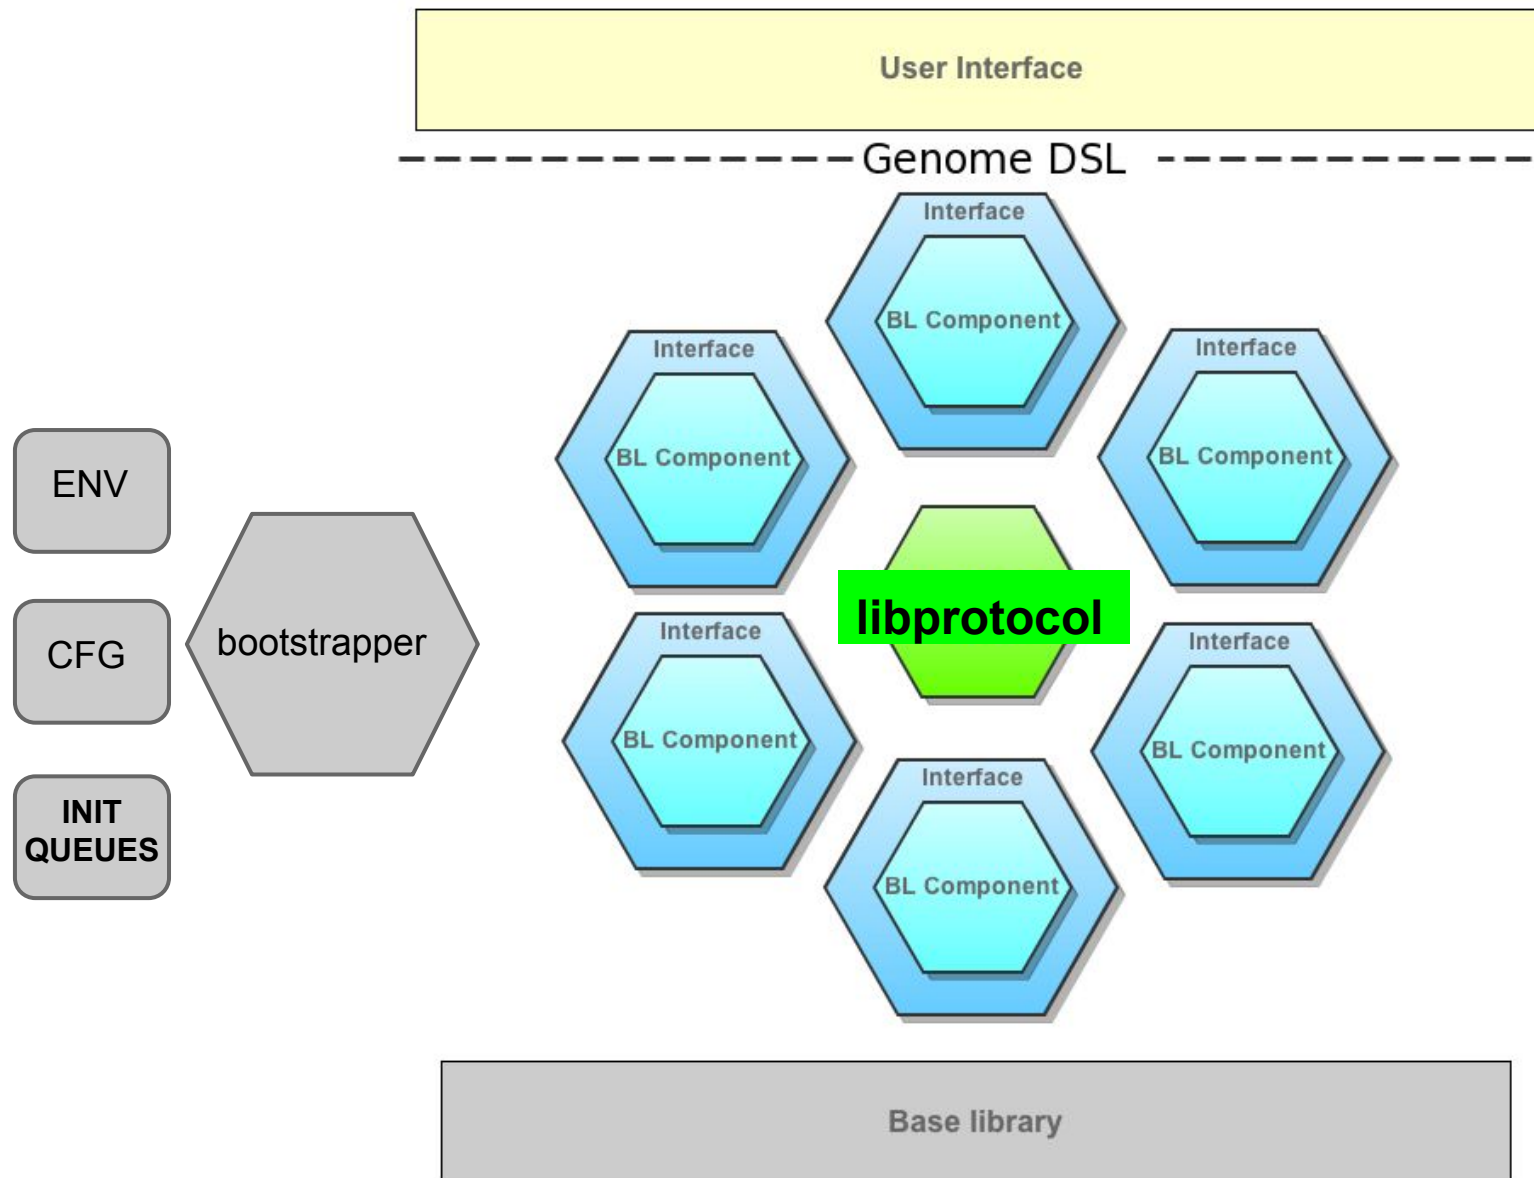 User Interface
Genome DSL
Interface
BL Component
Interface
BL Component
Interface
BL Component
ENV
CFG
INIT
QUEUES
bootstrapper
libprotocol
Interface
BL Component
Interface
BL Component
Interface
BL Component
Base library